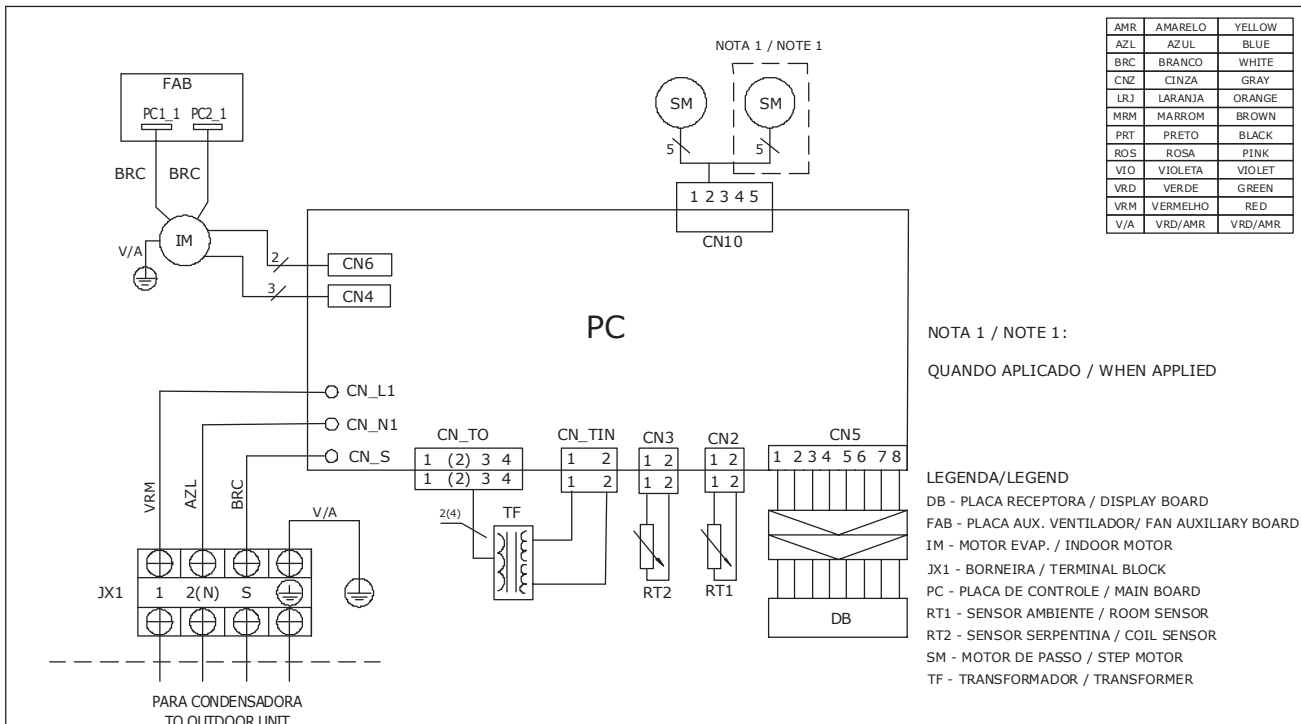 FAB
PC1_1 PC2_1
BRC BRC
IM
V/A
2
3
CN6
CN4
NOTA 1 / NOTE 1
SM SM
5 5
1 2 3 4 5
CN10
AMR AMARELO YELLOW
AZL AZUL BLUE
BRC BRANCO WHITE
CNZ CINZA GRAY
LRJ LARANJA ORANGE
MRM MARROM BROWN
PRT PRETO BLACK
ROS ROSA PINK
VIO VIOLETA VIOLET
VRD VERDE GREEN
VRM VERMELHO RED
V/A VRD/AMR VRD/AMR
PC
NOTA 1 / NOTE 1:
QUANDO APLICADO / WHEN APPLIED
CN_L1
CN_N1
CN_S
VRM
AZL
BRC
V/A
CN_TO
1 (2) 3 4
1 (2) 3 4
2(4)
TF
CN_TIN
1 2
1 2
CN3
1 2
1 2
RT2
CN2
1 2
1 2
RT1
CN5
1 2 3 4 5 6 7 8
DB
JX1 1 2(N) S
PARA CONDENSADORA
TO OUTDOOR UNIT
LEGENDA/LEGEND
DB - PLACA RECEPTORA / DISPLAY BOARD
FAB - PLACA AUX. VENTILADOR/ FAN AUXILIARY BOARD
IM - MOTOR EVAP. / INDOOR MOTOR
JX1 - BORNEIRA / TERMINAL BLOCK
PC - PLACA DE CONTROLE / MAIN BOARD
RT1 - SENSOR AMBIENTE / ROOM SENSOR
RT2 - SENSOR SERPENTINA / COIL SENSOR
SM - MOTOR DE PASSO / STEP MOTOR
TF - TRANSFORMADOR / TRANSFORMER